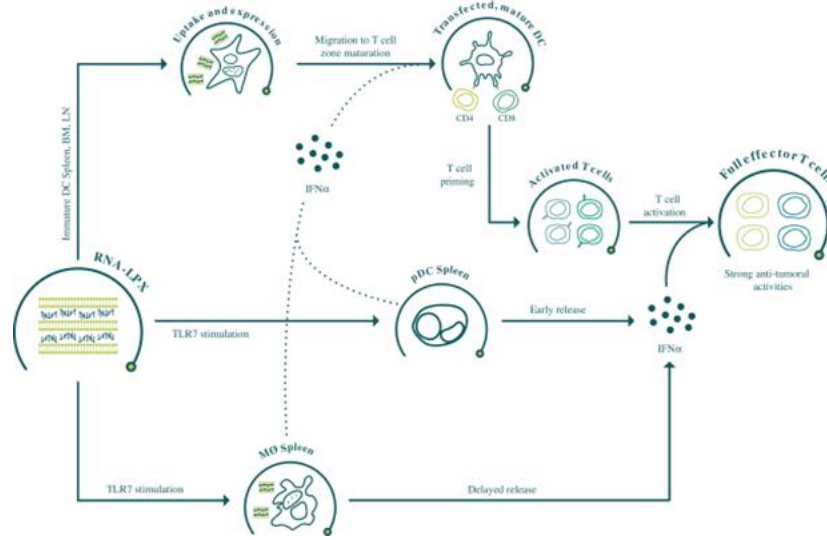 Uptake and expression
Migration to T cell
zone maturation
Transfected, mature DC
CD4
CD8
Immature DC Spleen, BM, LN
IFNα
T cell
priming
Activated T cells
T cell
activation
Full effector T cells
Strong anti-tumoral
activities
RNA-LPX
TLR7 stimulation
pDC Spleen
Early release
IFNα
MØ Spleen
TLR7 stimulation
Delayed release